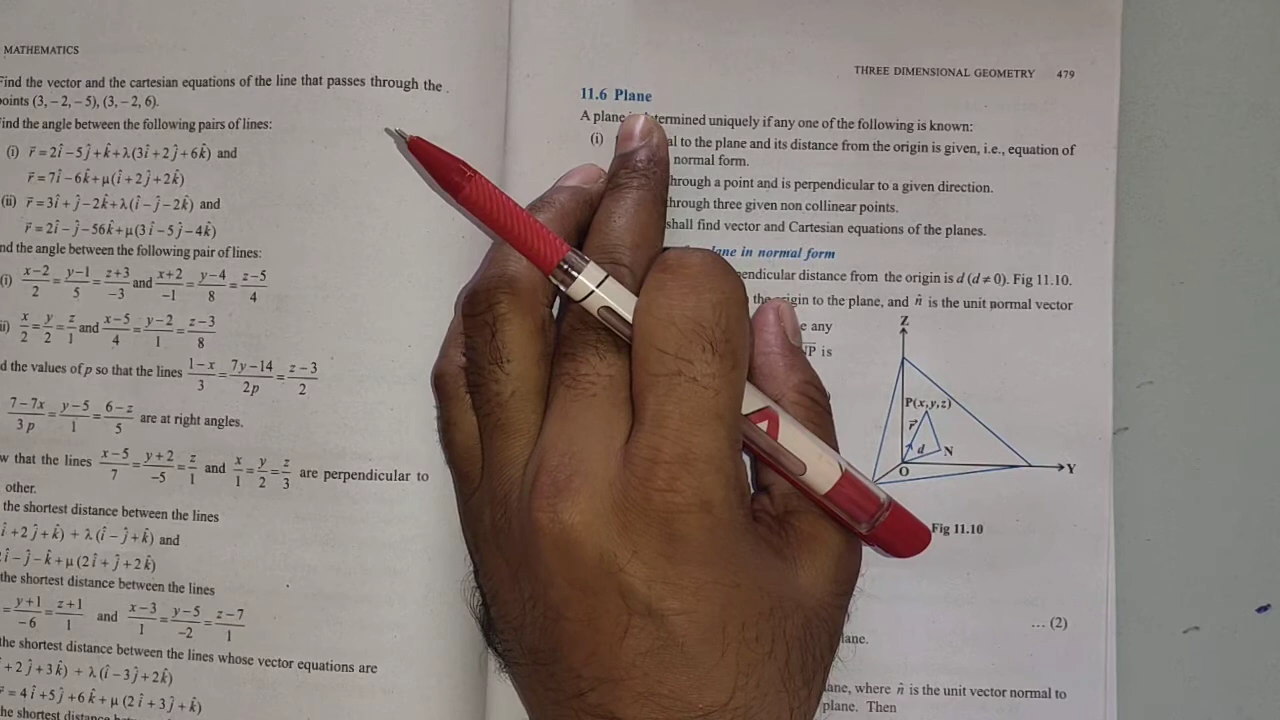 MATHEMATICS
Find the vector and the cartesian equations of the line that passes through the
points (3, – 2, – 5), (3, – 2, 6).
Find the angle between the following pairs of lines:
(i) r⃗ = 2î – 5ĵ + k̂ + λ(3î + 2ĵ + 6k̂) and
r⃗ = 7î – 6k̂ + μ(î + 2ĵ + 2k̂)
(ii) r⃗ = 3î + ĵ – 2k̂ + λ(î – ĵ – 2k̂) and
r⃗ = 2î – ĵ – 56k̂ + μ(3î – 5ĵ – 4k̂)
nd the angle between the following pair of lines:
(i) (x–2)/2 = (y–1)/5 = (z+3)/–3 and (x+2)/–1 = (y–4)/8 = (z–5)/4
ii) x/2 = y/2 = z/1 and (x–5)/4 = (y–2)/1 = (z–3)/8
d the values of p so that the lines (1–x)/3 = (7y–14)/2p = (z–3)/2
(7–7x)/3p = (y–5)/1 = (6–z)/5 are at right angles.
w that the lines (x–5)/7 = (y+2)/–5 = z/1 and x/1 = y/2 = z/3 are perpendicular to
other.
the shortest distance between the lines
î + 2ĵ + k̂) + λ(î – ĵ + k̂) and
î – ĵ – k̂ + μ(2î + ĵ + 2k̂)
the shortest distance between the lines
= (y+1)/–6 = (z+1)/1 and (x–3)/1 = (y–5)/–2 = (z–7)/1
the shortest distance between the lines whose vector equations are
+ 2ĵ + 3k̂) + λ(î – 3ĵ + 2k̂)
r⃗ = 4î + 5ĵ + 6k̂ + μ(2î + 3ĵ + k̂)
the shortest
THREE DIMENSIONAL GEOMETRY 479
11.6 Plane
A plane determined uniquely if any one of the following is known:
(i) to the plane and its distance from the origin is given, i.e., equation of
normal form.
through a point and is perpendicular to a given direction.
through three given non collinear points.
shall find vector and Cartesian equations of the planes.
plane in normal form
distance from the origin is d (d ≠ 0). Fig 11.10.
the origin to the plane, and n̂ is the unit normal vector
any
NP is
Z
P(x,y,z)
r⃗
d
N
O
Y
Fig 11.10
... (2)
plane.
plane, where n̂ is the unit vector normal to
plane. Then